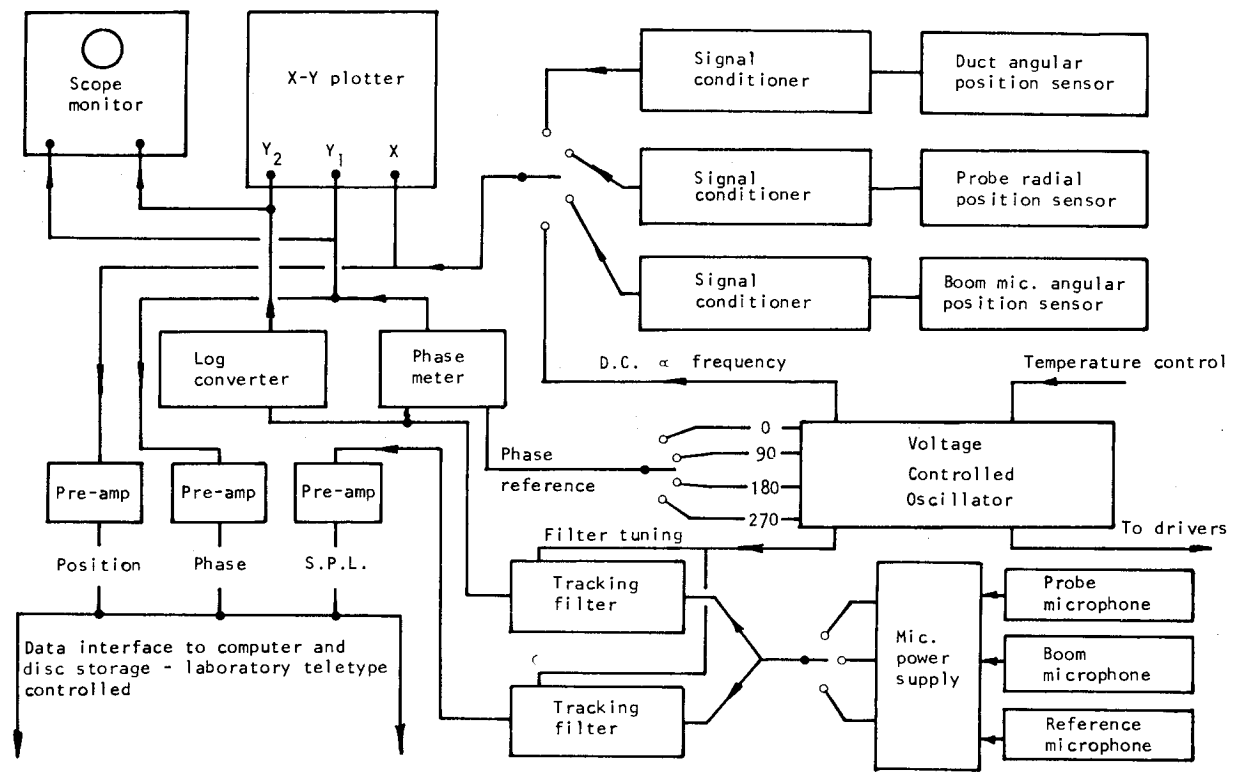 Scope
monitor
X-Y plotter
Y2
Y1
X
Signal
conditioner
Duct angular
position sensor
Signal
conditioner
Probe radial
position sensor
Signal
conditioner
Boom mic. angular
position sensor
Log
converter
Phase
meter
D.C. ∝ frequency
Temperature control
Phase
reference
0
90
180
270
Voltage
Controlled
Oscillator
To drivers
Pre-amp
Pre-amp
Pre-amp
Position
Phase
S.P.L.
Filter tuning
Tracking
filter
Tracking
filter
Mic.
power
supply
Probe
microphone
Boom
microphone
Reference
microphone
Data interface to computer and
disc storage - laboratory teletype
controlled